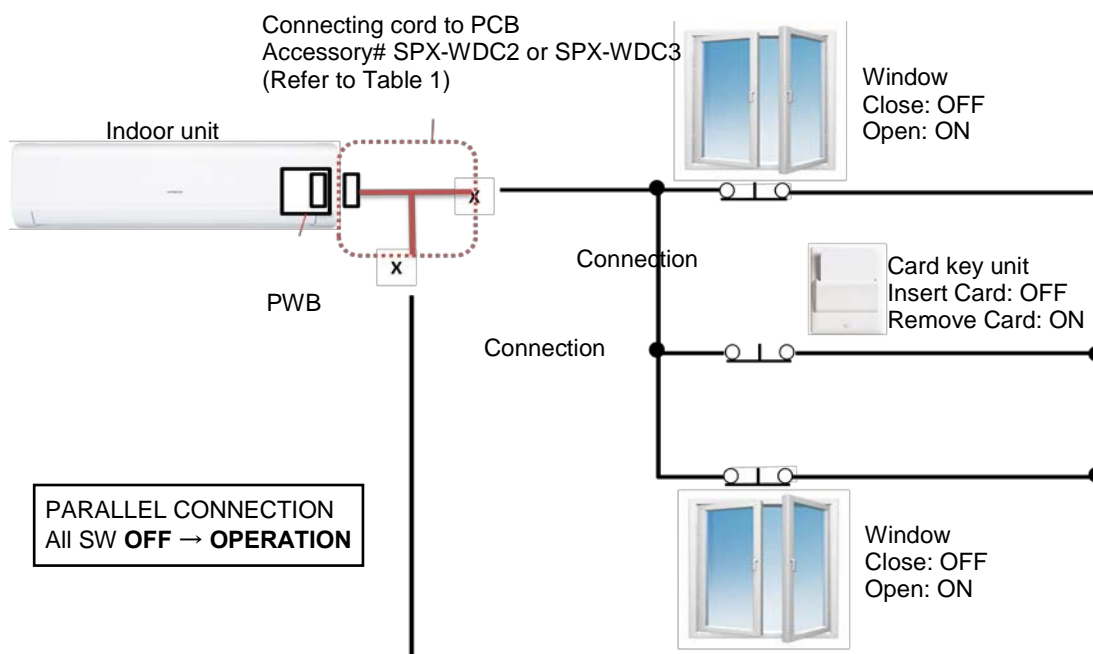 Connecting cord to PCB
Accessory# SPX-WDC2 or SPX-WDC3
(Refer to Table 1)
Window
Close: OFF
Open: ON
Indoor unit
HITACHI
X
X
Connection
PWB
Card key unit
Insert Card: OFF
Remove Card: ON
Connection
PARALLEL CONNECTION
All SW OFF → OPERATION
Window
Close: OFF
Open: ON